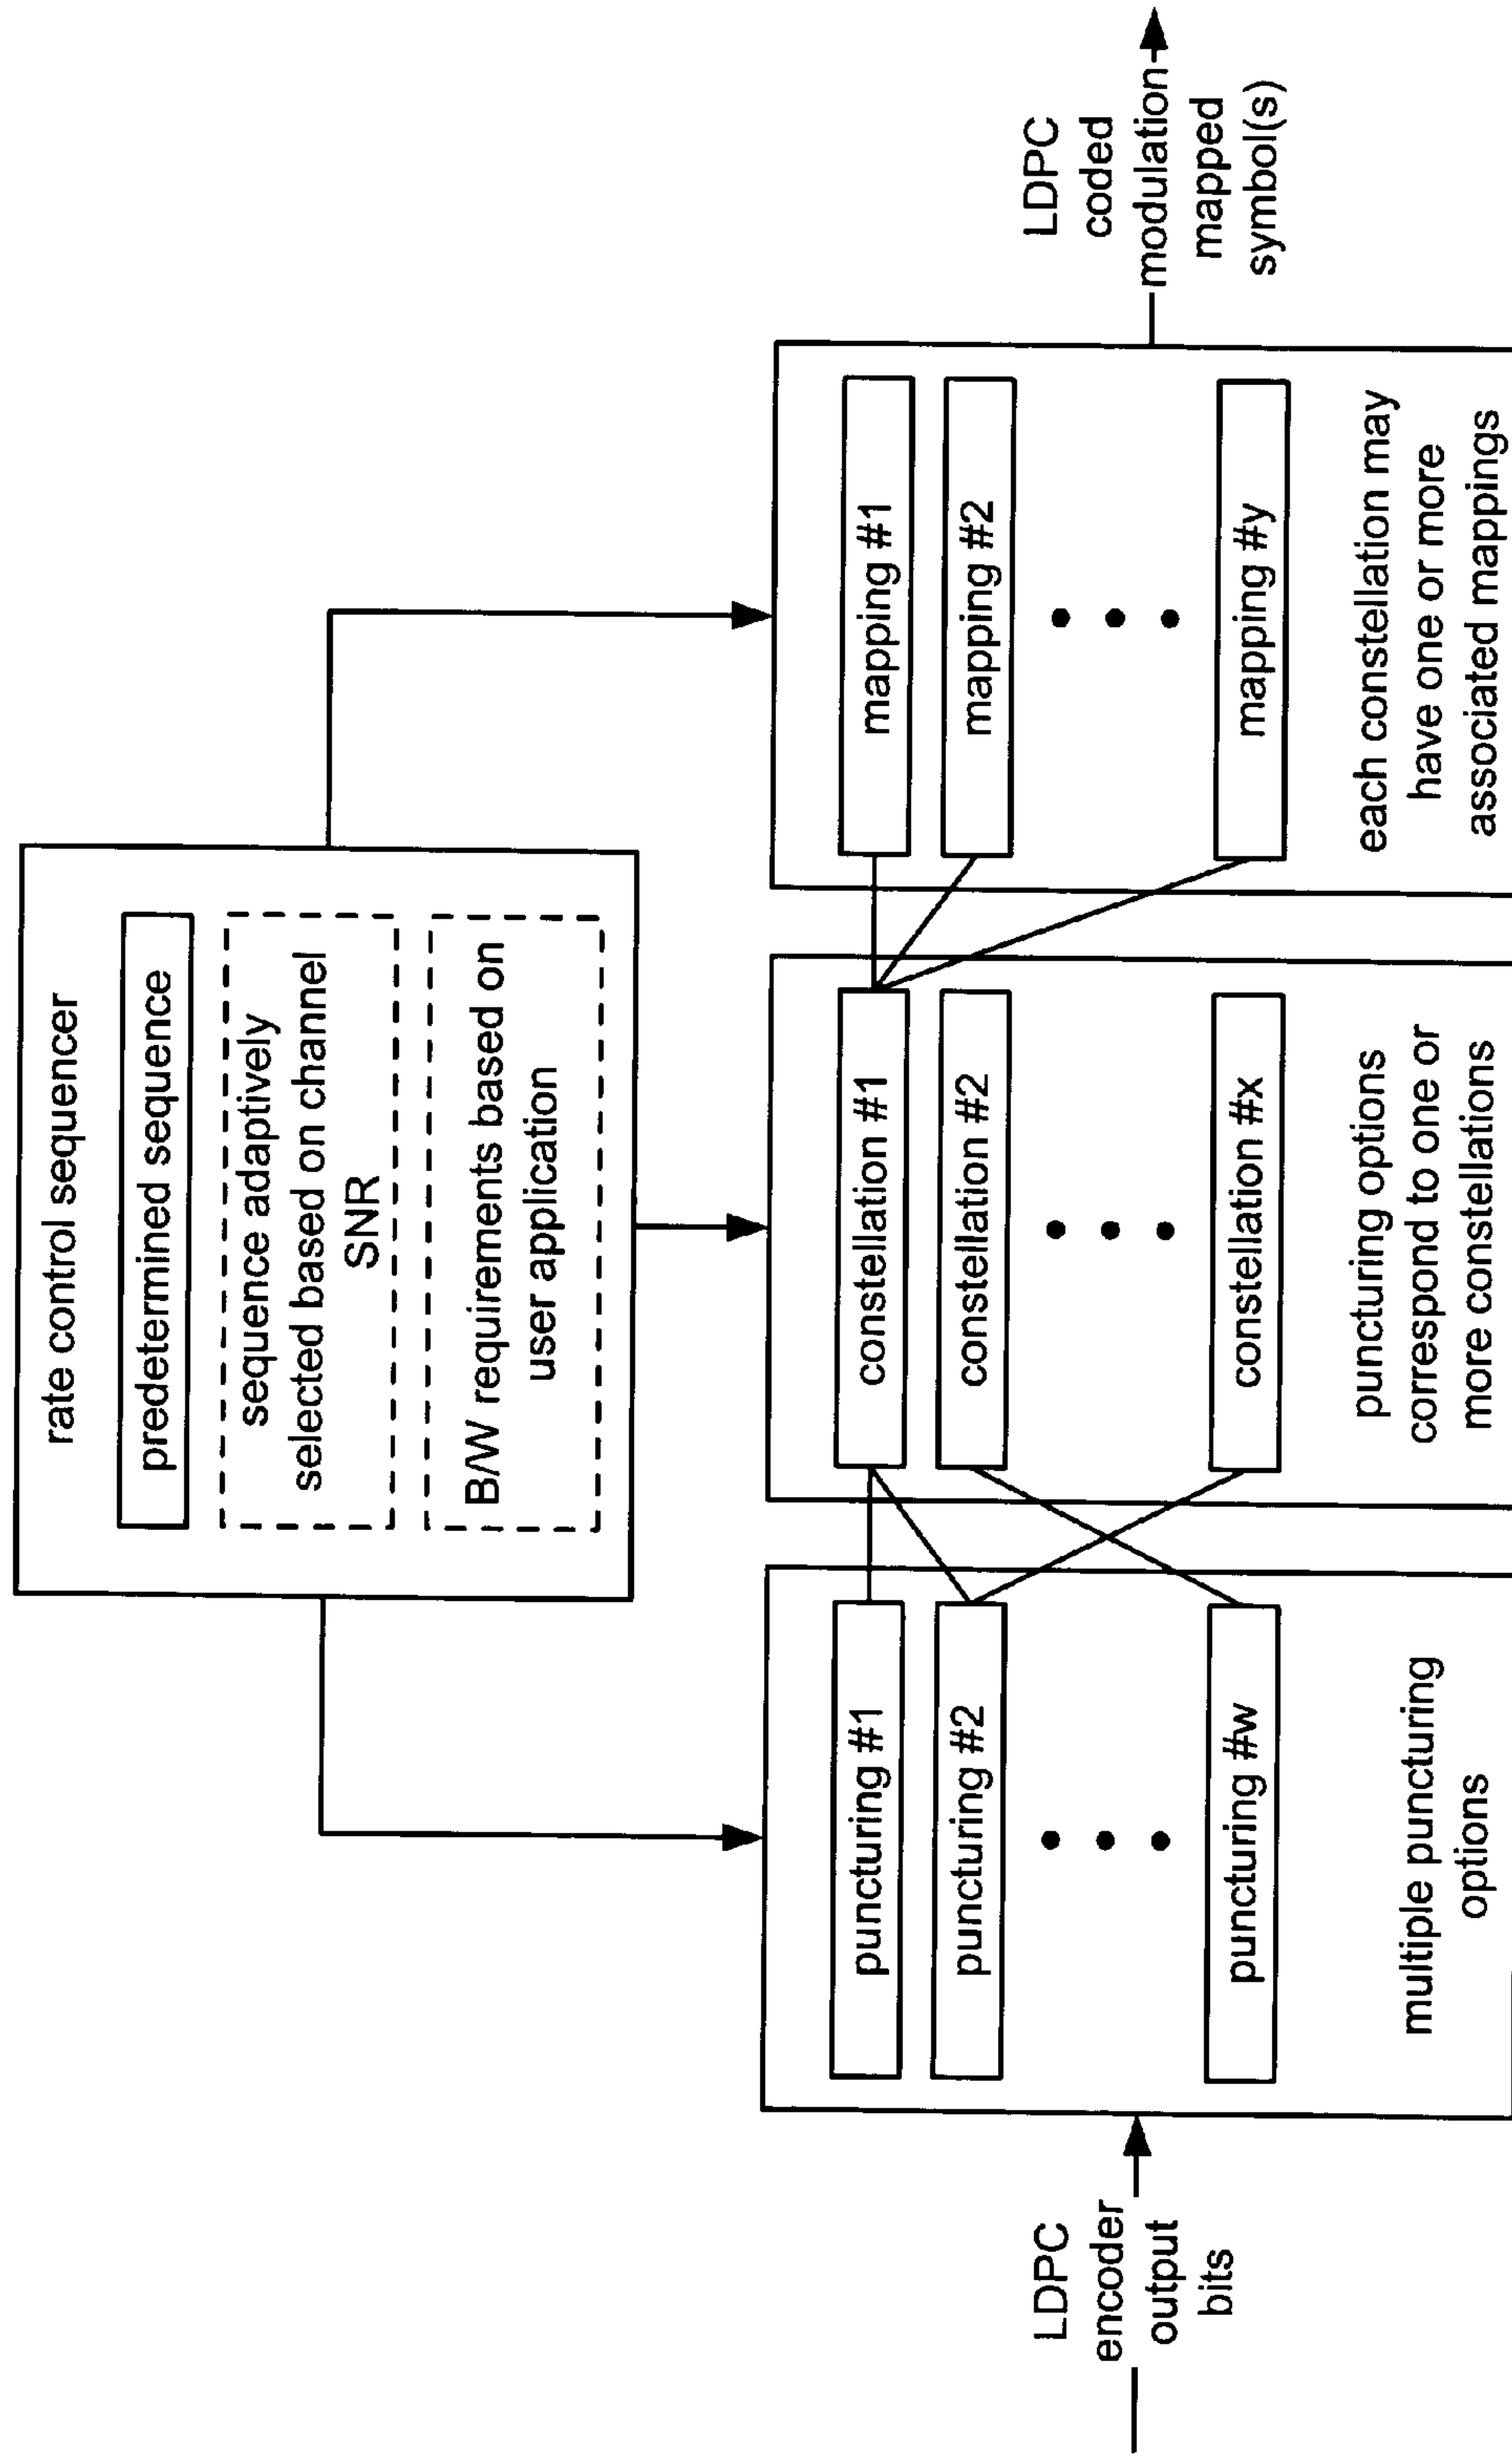 rate control sequencer
predetermined sequence
sequence adaptively
selected based on channel
SNR
B/W requirements based on
user application
LDPC
encoder
output
bits
puncturing #1
puncturing #2
puncturing #w
multiple puncturing
options
constellation #1
constellation #2
constellation #x
puncturing options
correspond to one or
more constellations
mapping #1
mapping #2
mapping #y
each constellation may
have one or more
associated mappings
LDPC
coded
modulation
mapped
symbol(s)